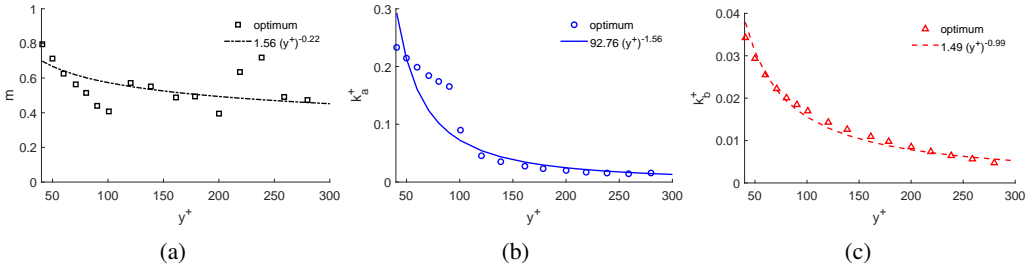 1
0.8
0.6
0.4
0.2
0
m
50 100 150 200 250 300
y⁺
optimum
1.56 (y⁺)⁻⁰·²²
(a)
0.3
0.2
0.1
0
kₐ⁺
50 100 150 200 250 300
y⁺
optimum
92.76 (y⁺)⁻¹·⁵⁶
(b)
0.04
0.03
0.02
0.01
0
k_b⁺
50 100 150 200 250 300
y⁺
optimum
1.49 (y⁺)⁻⁰·⁹⁹
(c)